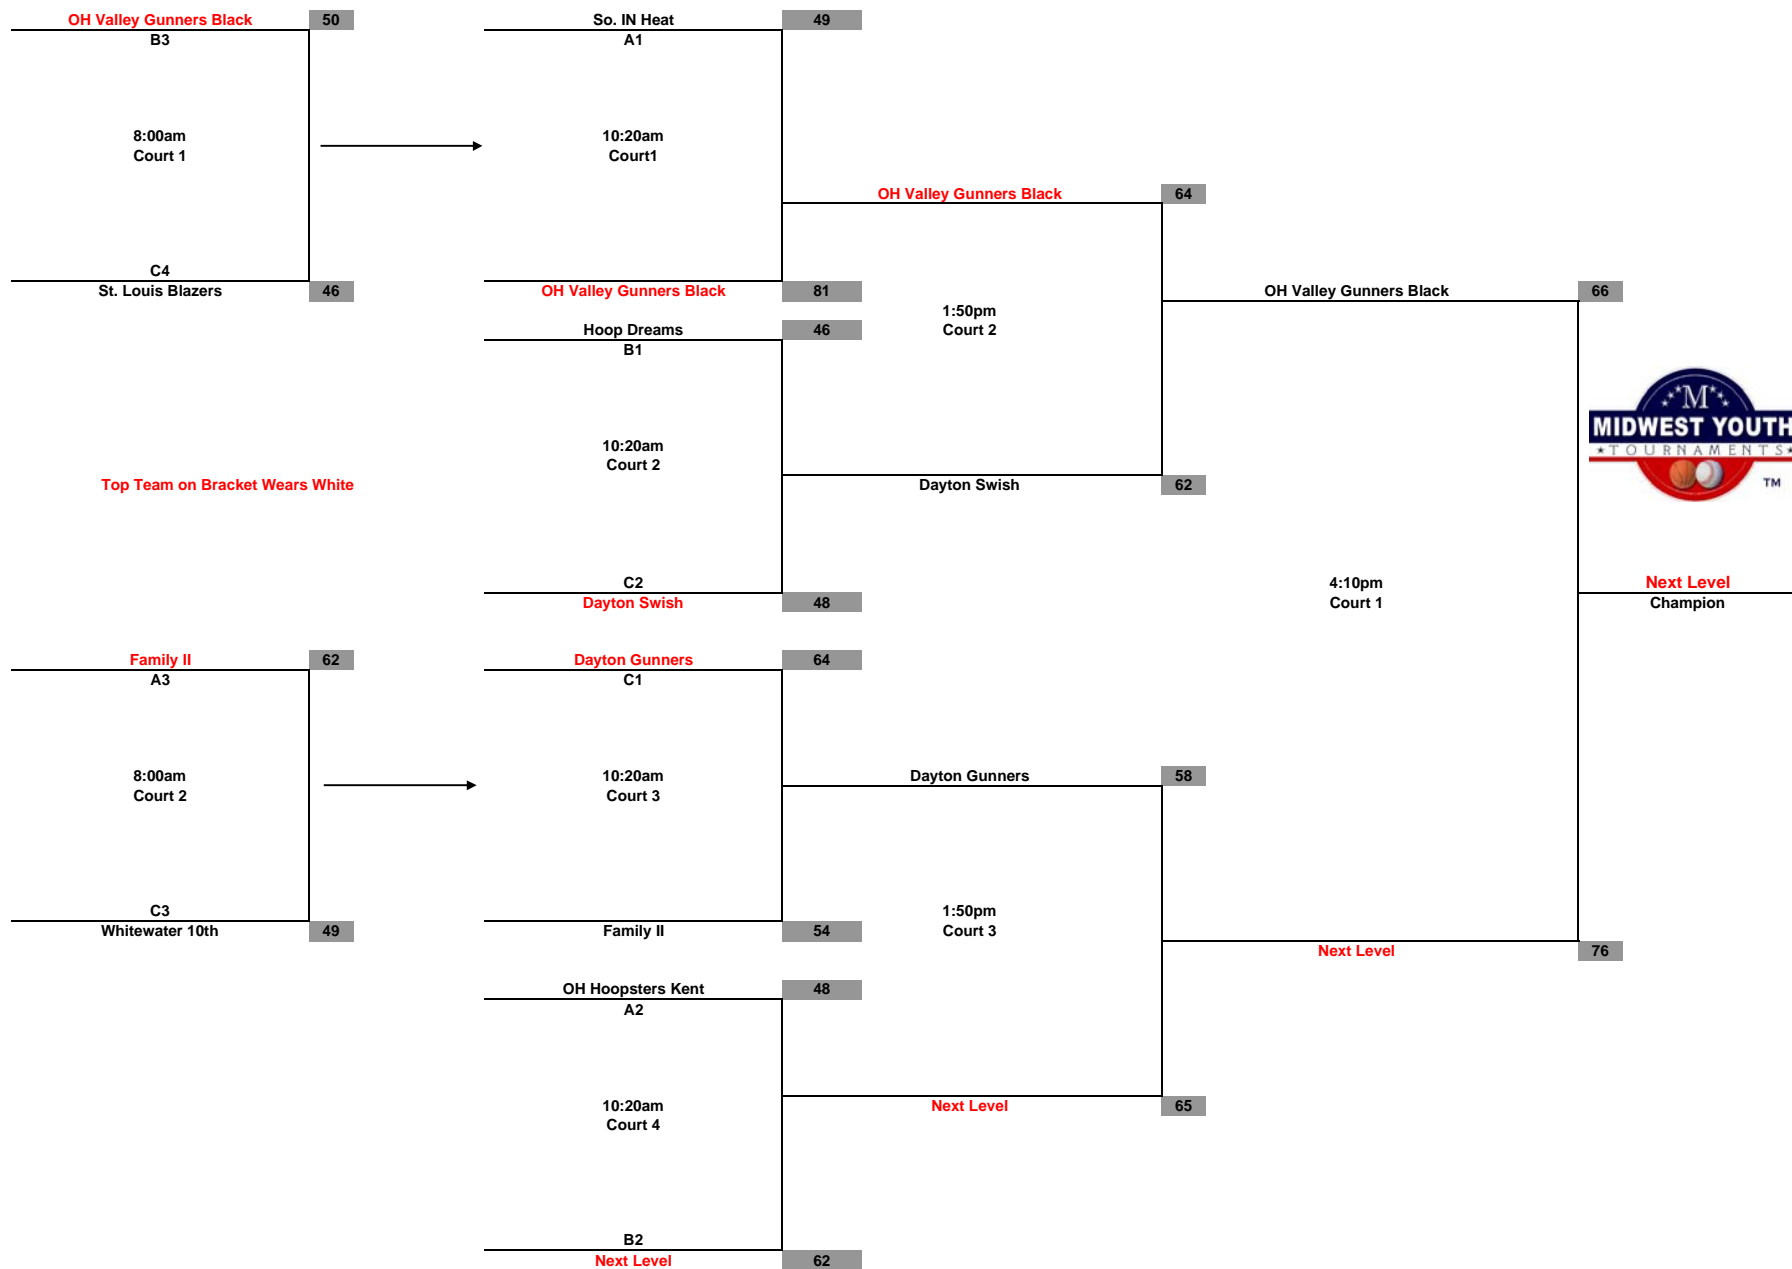 OH Valley Gunners Black 50
B3
8:00am
Court 1
C4
St. Louis Blazers 46
So. IN Heat 49
A1
10:20am
Court1
OH Valley Gunners Black 81
Hoop Dreams 46
B1
10:20am
Court 2
C2
Dayton Swish 48
Top Team on Bracket Wears White
Family II 62
A3
8:00am
Court 2
C3
Whitewater 10th 49
Dayton Gunners 64
C1
10:20am
Court 3
Family II 54
OH Hoopsters Kent 48
A2
10:20am
Court 4
B2
Next Level 62
OH Valley Gunners Black 64
1:50pm
Court 2
Dayton Swish 62
Dayton Gunners 58
1:50pm
Court 3
Next Level 65
OH Valley Gunners Black 66
4:10pm
Court 1
Next Level 76
M
MIDWEST YOUTH
TOURNAMENTS
TM
Next Level
Champion